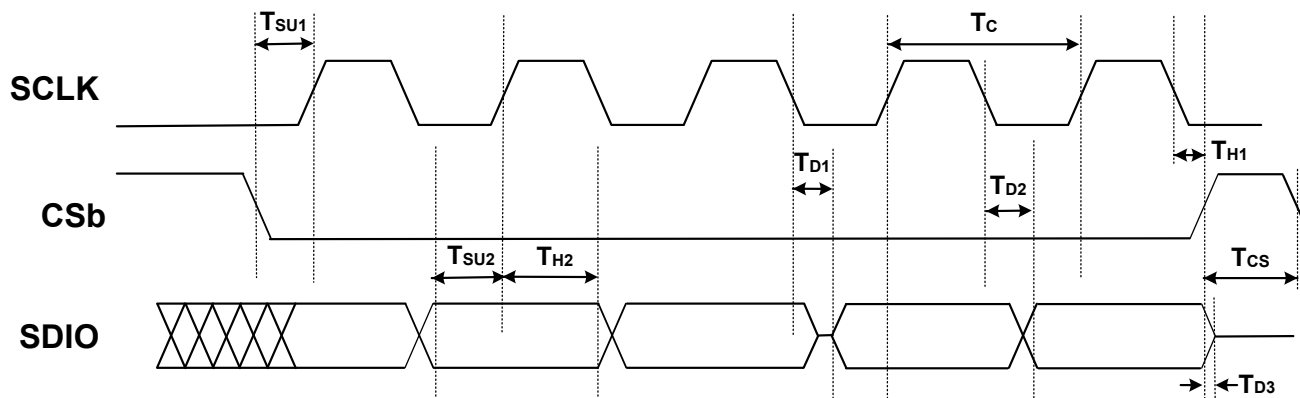 TSU1
TC
SCLK
TD1
TH1
TD2
CSb
TSU2
TH2
TCS
SDIO
TD3